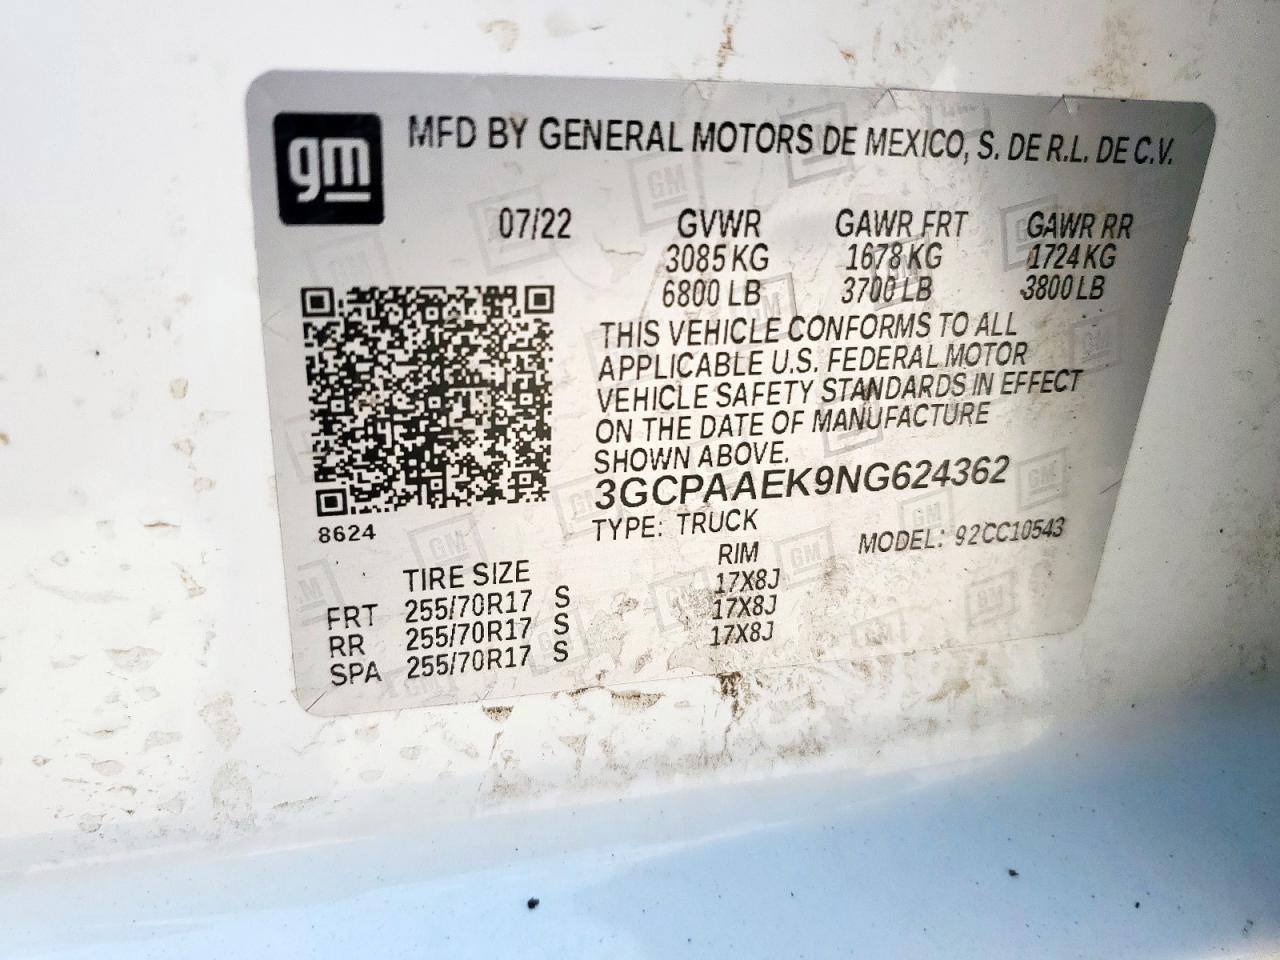 gm
MFD BY GENERAL MOTORS DE MEXICO, S. DE R.L. DE C.V.
07/22 GVWR GAWR FRT GAWR RR
3085 KG 1678 KG 1724 KG
6800 LB 3700 LB 3800 LB
THIS VEHICLE CONFORMS TO ALL
APPLICABLE U.S. FEDERAL MOTOR
VEHICLE SAFETY STANDARDS IN EFFECT
ON THE DATE OF MANUFACTURE
SHOWN ABOVE.
3GCPAAEK9NG624362
8624
TYPE: TRUCK MODEL: 92CC10543
TIRE SIZE RIM
FRT 255/70R17 S 17X8J
RR 255/70R17 S 17X8J
SPA 255/70R17 S 17X8J